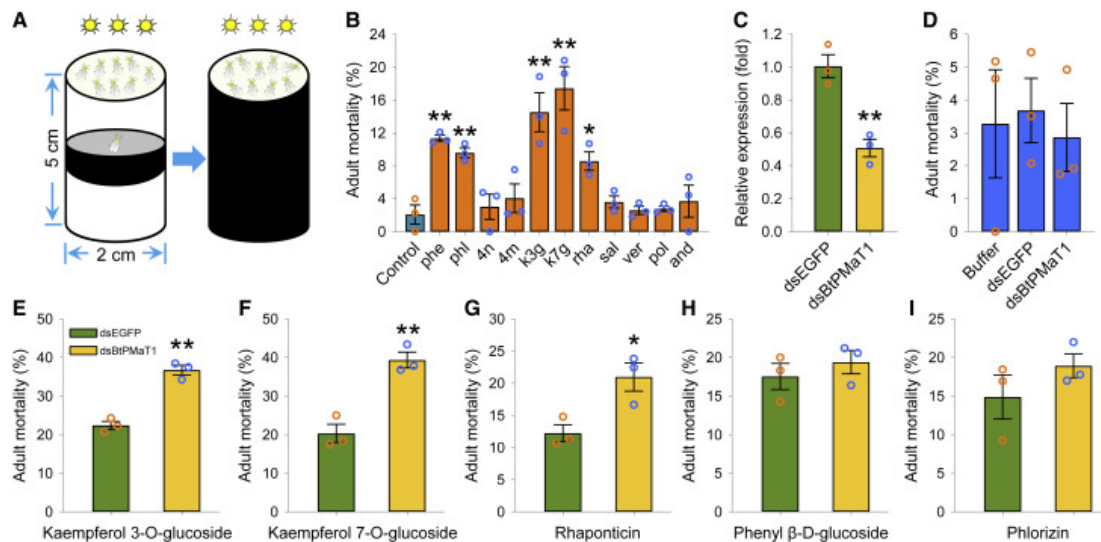 A
5 cm
2 cm
B
Adult mortality (%)
24
20
16
12
8
4
0
** ** ** ** *
Control phe phl 4n 4m k3g k7g rha sal ver pol and
C
Relative expression (fold)
1.2
1.0
0.8
0.6
0.4
0.2
0
**
dsEGFP dsBtPMaT1
D
Adult mortality (%)
6
5
4
3
2
1
0
Buffer dsEGFP dsBtPMaT1
E
Adult mortality (%)
50
40
30
20
10
0
dsEGFP
dsBtPMaT1
**
Kaempferol 3-O-glucoside
F
Adult mortality (%)
50
40
30
20
10
0
**
Kaempferol 7-O-glucoside
G
Adult mortality (%)
30
25
20
15
10
5
0
*
Rhaponticin
H
Adult mortality (%)
25
20
15
10
5
0
Phenyl β-D-glucoside
I
Adult mortality (%)
25
20
15
10
5
0
Phlorizin